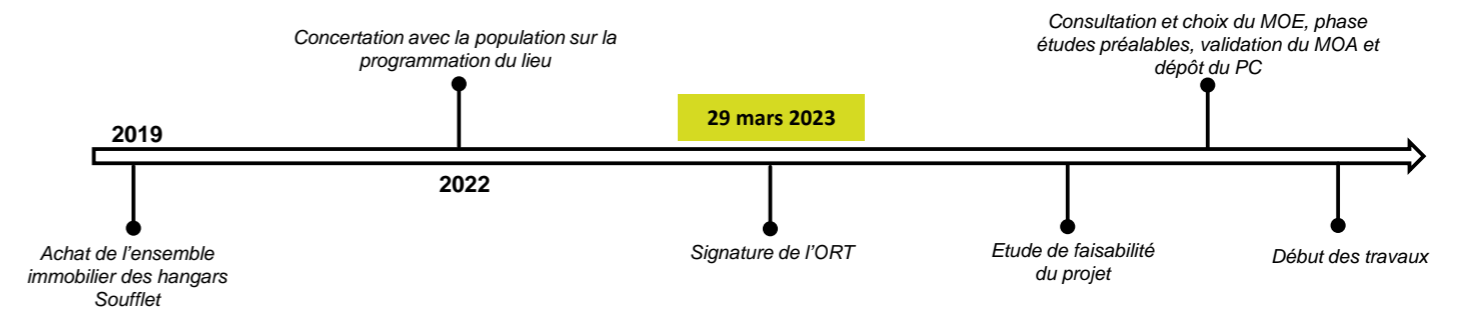 Consultation et choix du MOE, phase
études préalables, validation du MOA et
dépôt du PC
Concertation avec la population sur la
programmation du lieu
29 mars 2023
2019
2022
Achat de l'ensemble
immobilier des hangars
Soufflet
Signature de l'ORT
Etude de faisabilité
du projet
Début des travaux